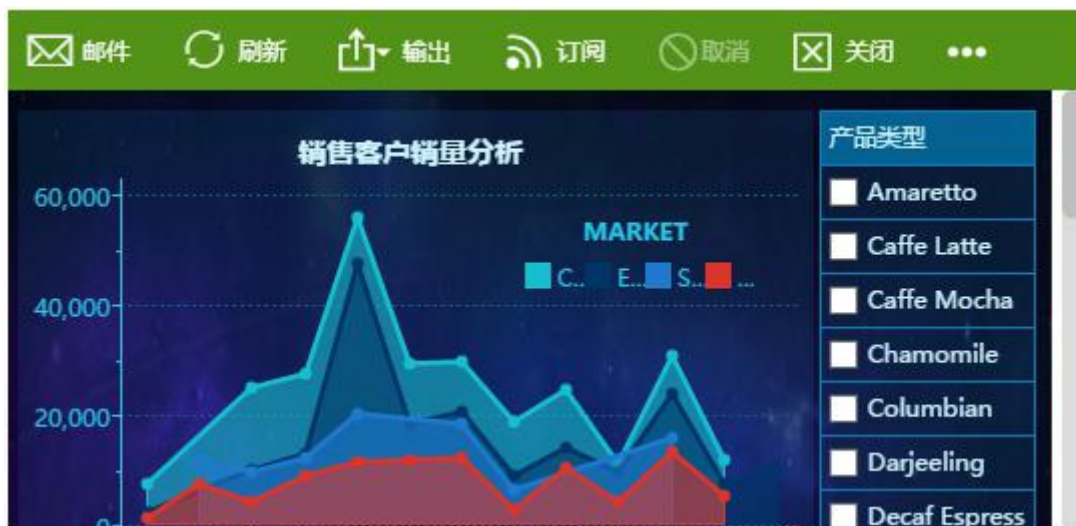 邮件 刷新 输出 订阅 取消 关闭 •••
销售客户销量分析
60,000
40,000
20,000
0
MARKET
C.. E... S... ...
产品类型
Amaretto
Caffe Latte
Caffe Mocha
Chamomile
Columbian
Darjeeling
Decaf Espress